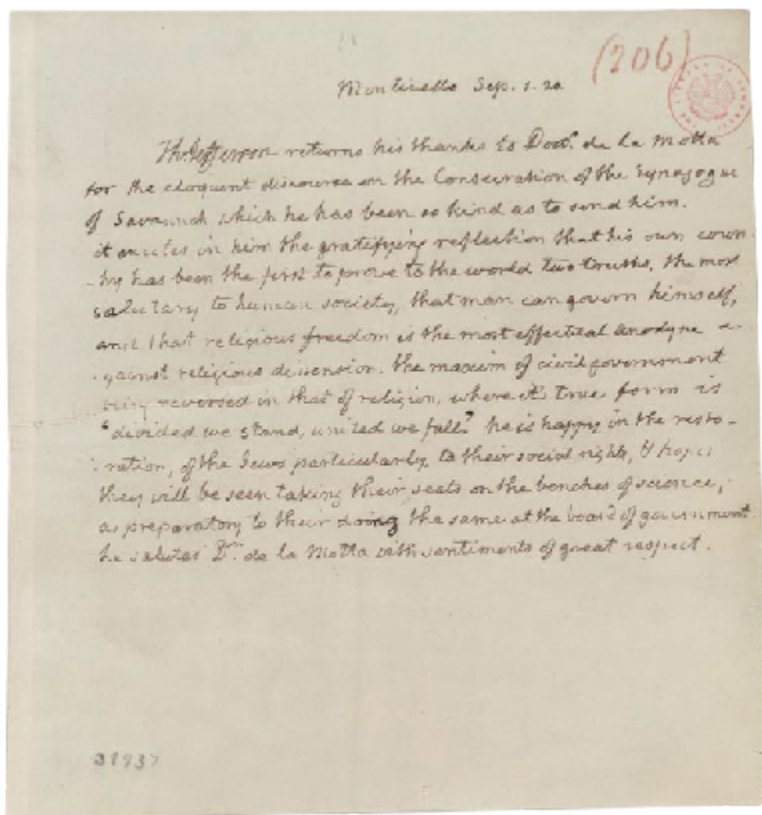 (206)
Monticello Sep. 1. 20
Th: Jefferson returns his thanks to Doctr. de la Motta
for the eloquent discourse on the Consecration of the Synagogue
of Savannah which he has been so kind as to send him.
it excites in him the gratifying reflection that his own coun
-try has been the first to prove to the world two truths, the most
salutary to human society, that man can govern himself,
and that religious freedom is the most effectual anodyne a-
-gainst religious dissension. the maxim of civil government
being reversed in that of religion, where it's true form is
"divided we stand, united we fall." he is happy in the resto-
-ration, of the Jews particularly, to their social rights, & hopes
they will be seen taking their seats on the benches of science,
as preparatory to their doing the same at the board of government.
he salutes Dr. de la Motta with sentiments of great respect.